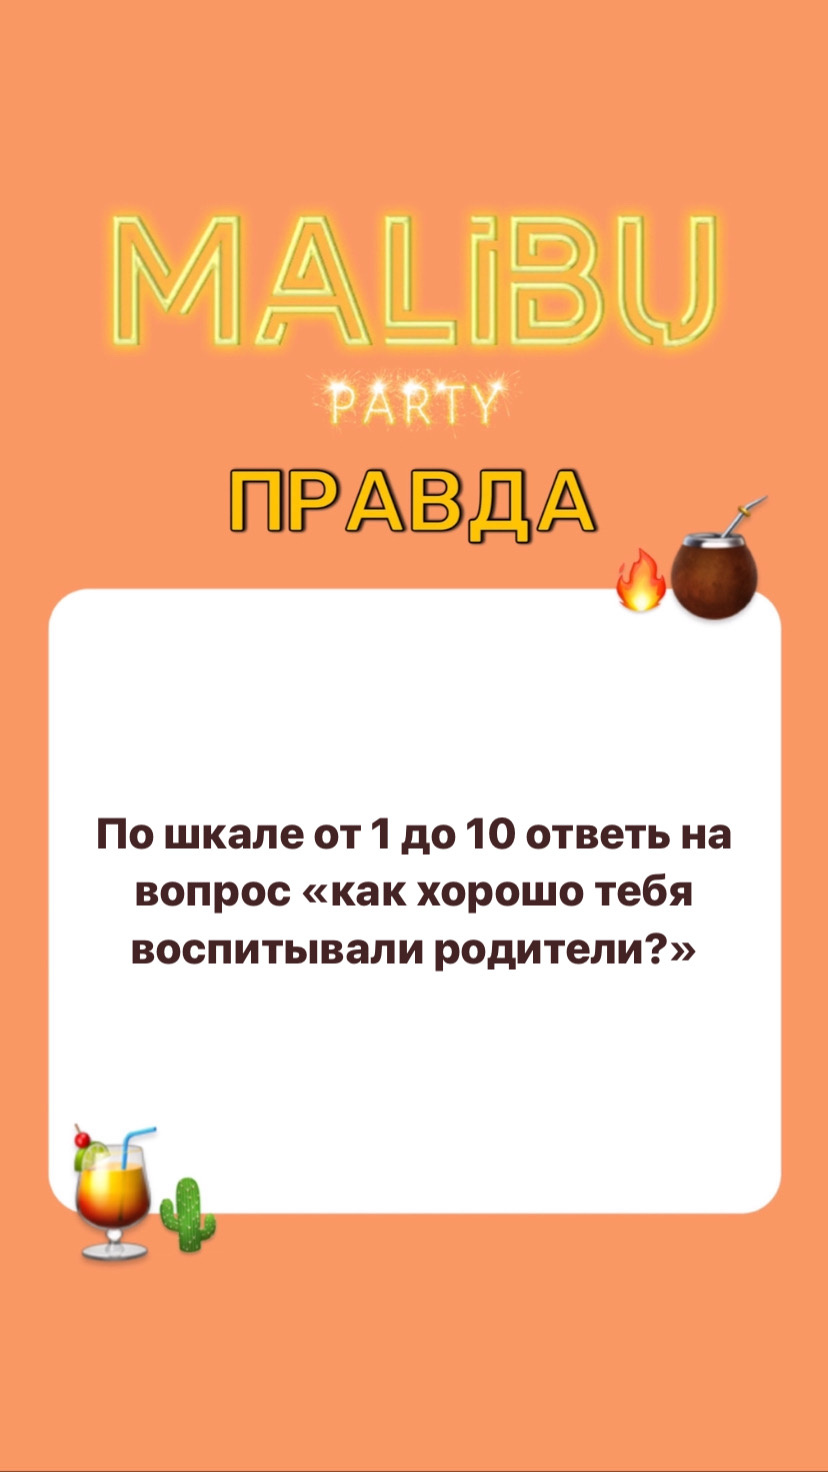 MALiBU
PARTY
ПРАВДА
По шкале от 1 до 10 ответь на
вопрос «как хорошо тебя
воспитывали родители?»